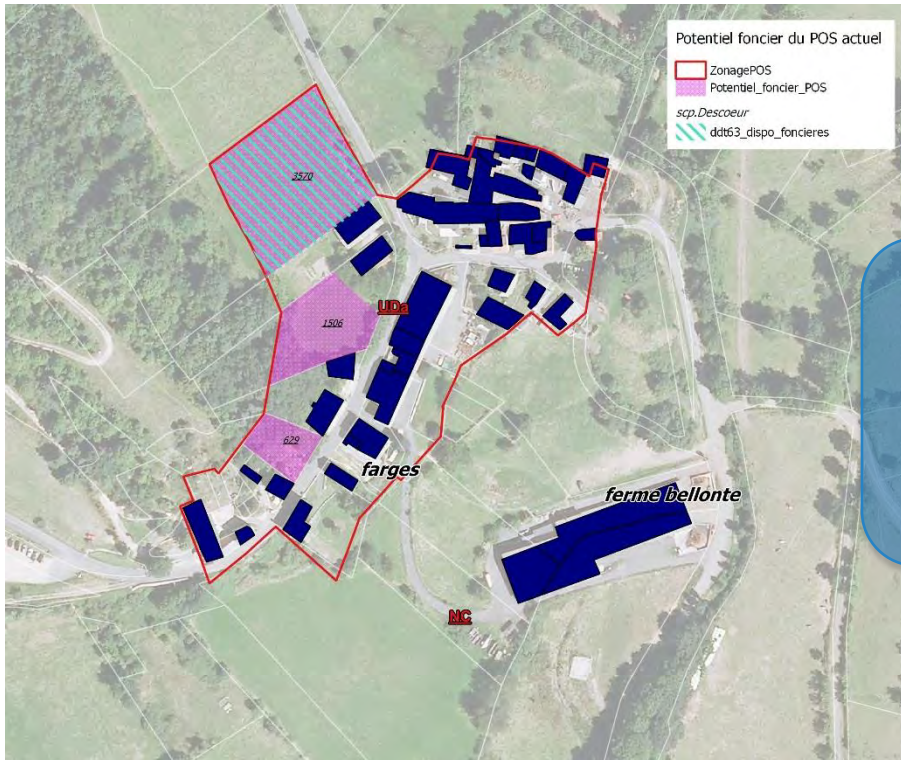 Potentiel foncier du POS actuel
ZonagePOS
Potentiel_foncier_POS
scp.Descoeur
ddt63_dispo_foncieres
3570
UDa
1506
629
farges
ferme bellonte
NC